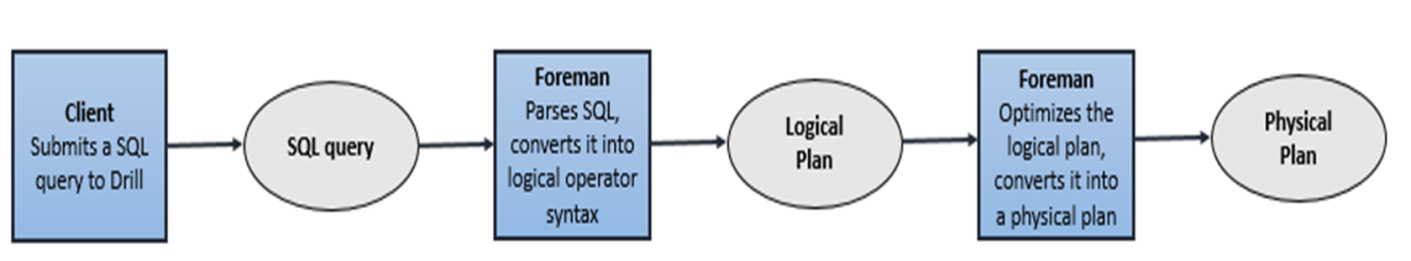 Client
Submits a SQL
query to Drill
SQL query
Foreman
Parses SQL,
converts it into
logical operator
syntax
Logical
Plan
Foreman
Optimizes the
logical plan,
converts it into
a physical plan
Physical
Plan